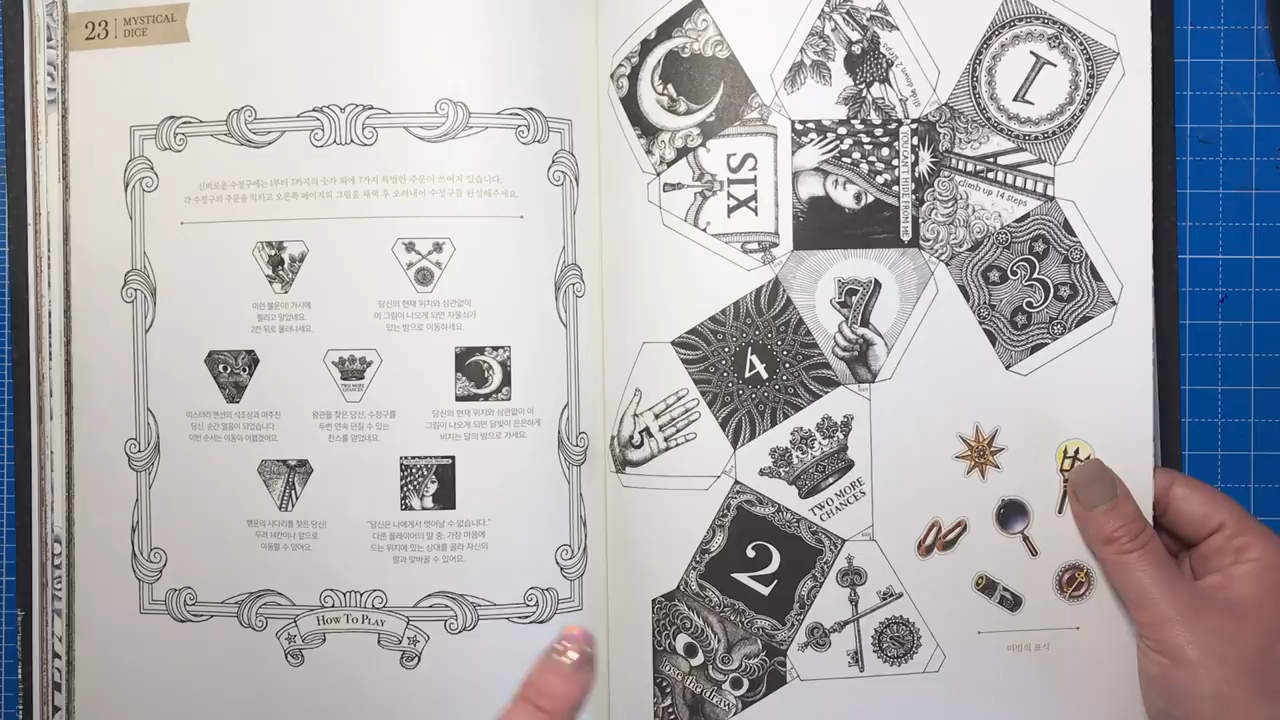 23
MYSTICAL
DICE
신비로운 수정구에는 1부터 7까지의 숫자 외에 7가지 특별한 주문이 쓰여져 있습니다.
각 수정구의 주문을 익히고 오른쪽 페이지의 그림을 채색 후 오려내어 수정구를 완성해주세요.
이런 불운이! 가시에
찔리고 말았네요.
2칸 뒤로 물러나세요.
당신의 현재 위치와 상관없이
이 그림이 나오게 되면 자물쇠가
있는 방으로 이동하세요.
TWO MORE
CHANCES
미스터리 맨션의 석조상과 마주친
당신, 순간 얼음이 되었습니다.
이번 순서는 이동이 어렵겠어요.
왕관을 찾은 당신, 수정구를
두번 연속 던질 수 있는
찬스를 얻었네요.
당신의 현재 위치와 상관없이 이
그림이 나오게 되면 달빛이 은은하게
비치는 달의 방으로 가세요.
YOU CAN'T HIDE FROM ME
행운의 사다리를 찾은 당신!
무려 14칸이나 앞으로
이동할 수 있어요.
"당신은 나에게서 벗어날 수 없습니다."
다른 플레이어의 말 중, 가장 마음에
드는 위치에 있는 상대를 골라 자신의
말과 맞바꿀 수 있어요.
HOW TO PLAY
slide down 2 steps
1
SIX
YOU CAN'T HIDE FROM ME
climb up 14 steps
3
7
4
5
TWO MORE
CHANCES
2
lose the draw
마법의 표식